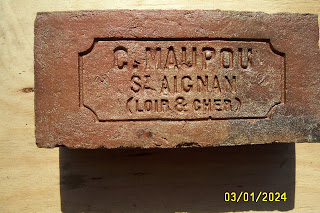 G. MAUPOU
ST AIGNAN
(LOIR & CHER)
03/01/2024